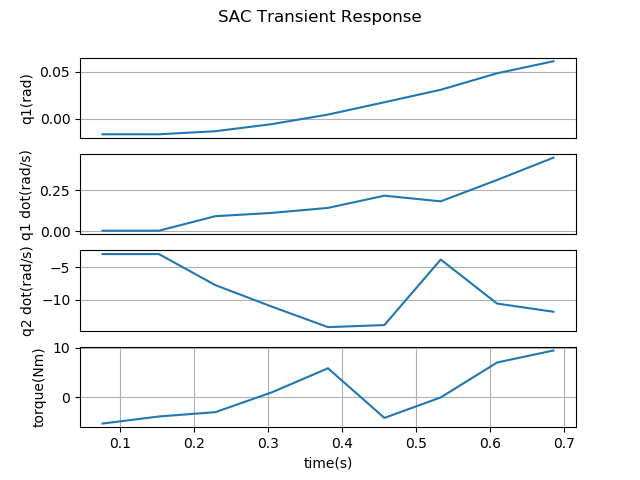 SAC Transient Response
q1(rad)
0.05
0.00
q1 dot(rad/s)
0.25
0.00
q2 dot(rad/s)
−5
−10
torque(Nm)
10
0
0.1 0.2 0.3 0.4 0.5 0.6 0.7
time(s)